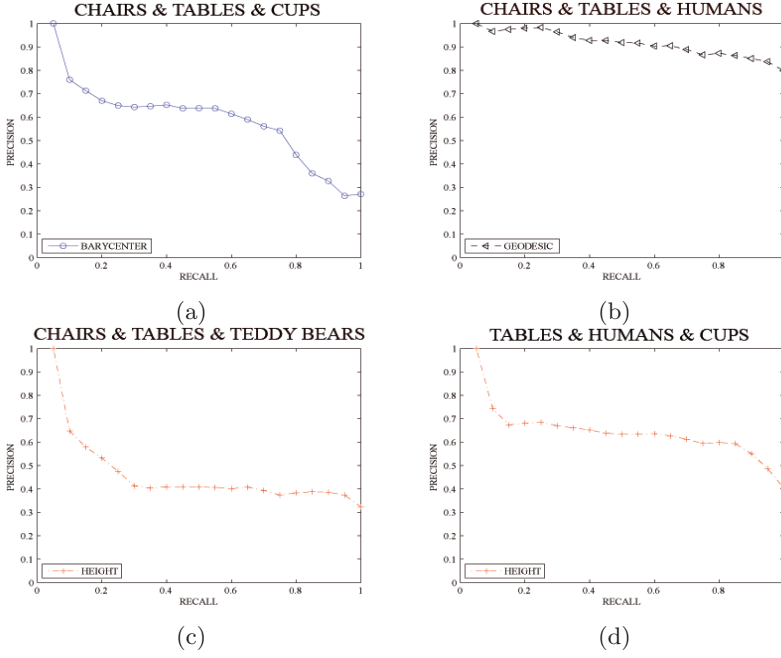 CHAIRS & TABLES & CUPS
1
0.9
0.8
0.7
0.6
0.5
0.4
0.3
0.2
0.1
0
PRECISION
BARYCENTER
0 0.2 0.4 0.6 0.8 1
RECALL
(a)
CHAIRS & TABLES & HUMANS
1
0.9
0.8
0.7
0.6
0.5
0.4
0.3
0.2
0.1
0
PRECISION
GEODESIC
0 0.2 0.4 0.6 0.8 1
RECALL
(b)
CHAIRS & TABLES & TEDDY BEARS
1
0.9
0.8
0.7
0.6
0.5
0.4
0.3
0.2
0.1
0
PRECISION
HEIGHT
0 0.2 0.4 0.6 0.8 1
RECALL
(c)
TABLES & HUMANS & CUPS
1
0.9
0.8
0.7
0.6
0.5
0.4
0.3
0.2
0.1
0
PRECISION
HEIGHT
0 0.2 0.4 0.6 0.8 1
RECALL
(d)